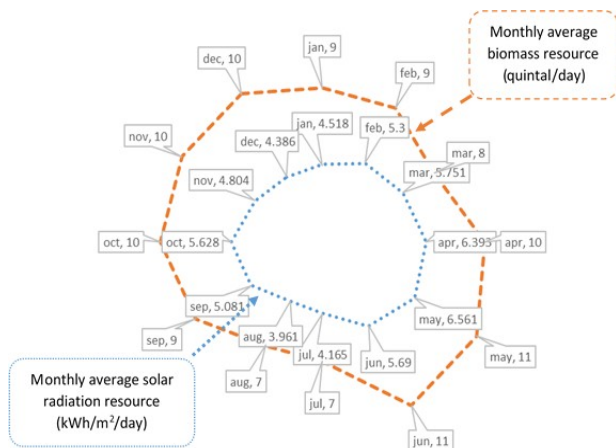 Monthly average
biomass resource
(quintal/day)
jan, 9
dec, 10
feb, 9
jan, 4.518
feb, 5.3
nov, 10
dec, 4.386
mar, 8
mar, 5.751
nov, 4.804
oct, 10
oct, 5.628
apr, 6.393
apr, 10
sep, 5.081
may, 6.561
sep, 9
aug, 3.961
jul, 4.165
jun, 5.69
may, 11
aug, 7
jul, 7
jun, 11
Monthly average solar
radiation resource
(kWh/m²/day)